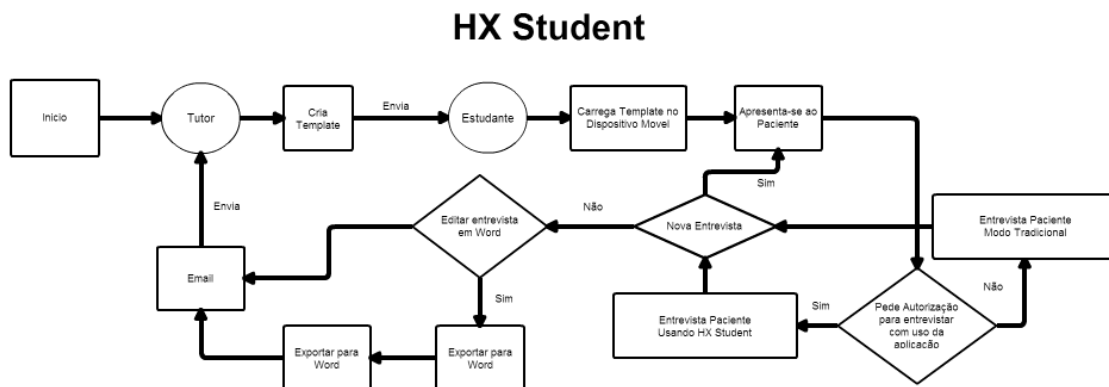 HX Student
Inicio
Tutor
Cria
Template
Envia
Estudante
Carrega Template no
Dispositivo Movel
Apresenta-se ao
Paciente
Sim
Envia
Editar entrevista
em Word
Não
Nova Entrevista
Entrevista Paciente
Modo Tradicional
Email
Sim
Entrevista Paciente
Usando HX Student
Sim
Pede Autorização
para entrevistar
com uso da
aplicacão
Não
Exportar para
Word
Exportar para
Word